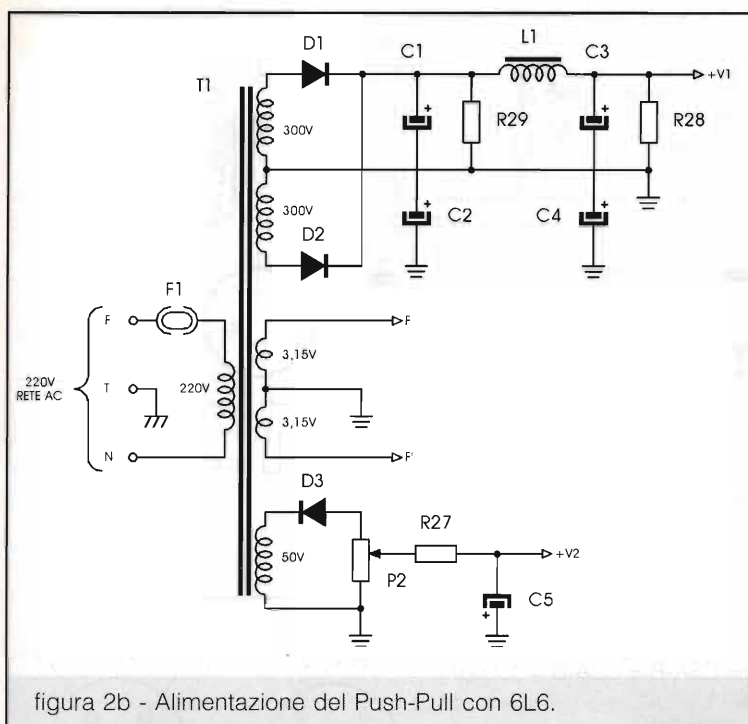 D1
C1
L1
C3
T1
+V1
300V
R29
R28
300V
C2
C4
D2
F1
F
F
3,15V
220V
RETE AC
T
220V
3,15V
N
F'
D3
R27
50V
+V2
P2
C5
figura 2b - Alimentazione del Push-Pull con 6L6.